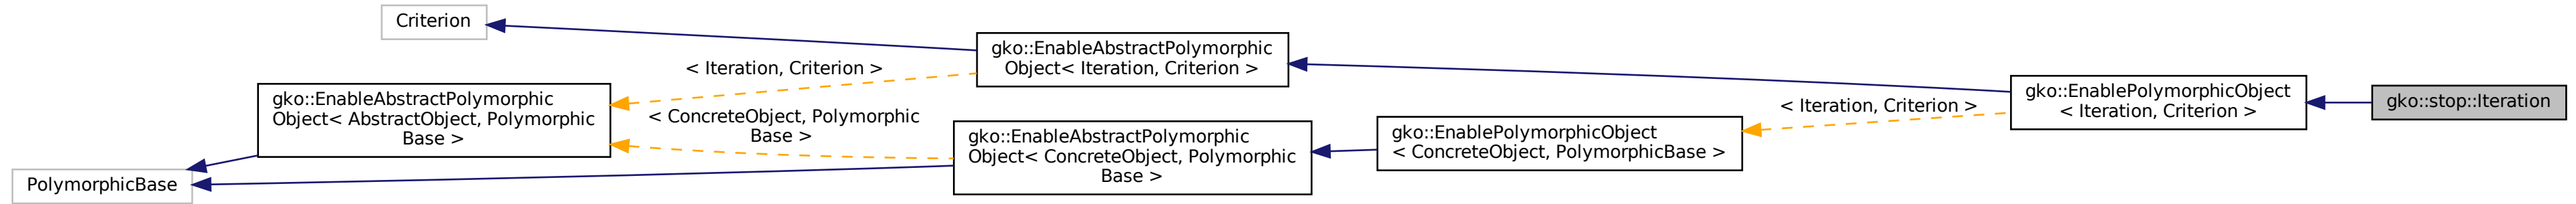 Criterion
gko::EnableAbstractPolymorphic
Object< Iteration, Criterion >
< Iteration, Criterion >
gko::EnablePolymorphicObject
< Iteration, Criterion >
gko::stop::Iteration
gko::EnableAbstractPolymorphic
Object< AbstractObject, Polymorphic
Base >
< ConcreteObject, Polymorphic
Base >
< Iteration, Criterion >
gko::EnableAbstractPolymorphic
Object< ConcreteObject, Polymorphic
Base >
gko::EnablePolymorphicObject
< ConcreteObject, PolymorphicBase >
PolymorphicBase